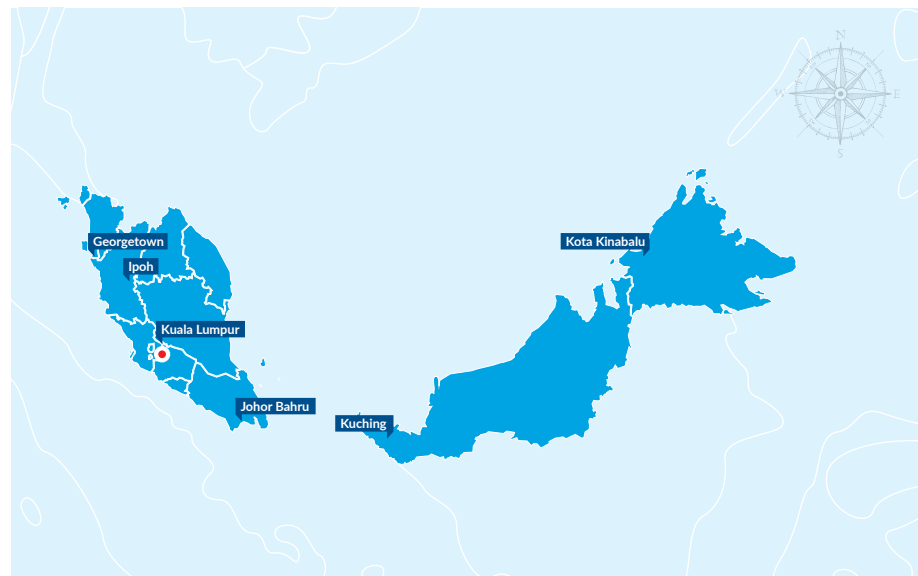 N
W
E
S
Georgetown
Kota Kinabalu
Ipoh
Kuala Lumpur
Johor Bahru
Kuching